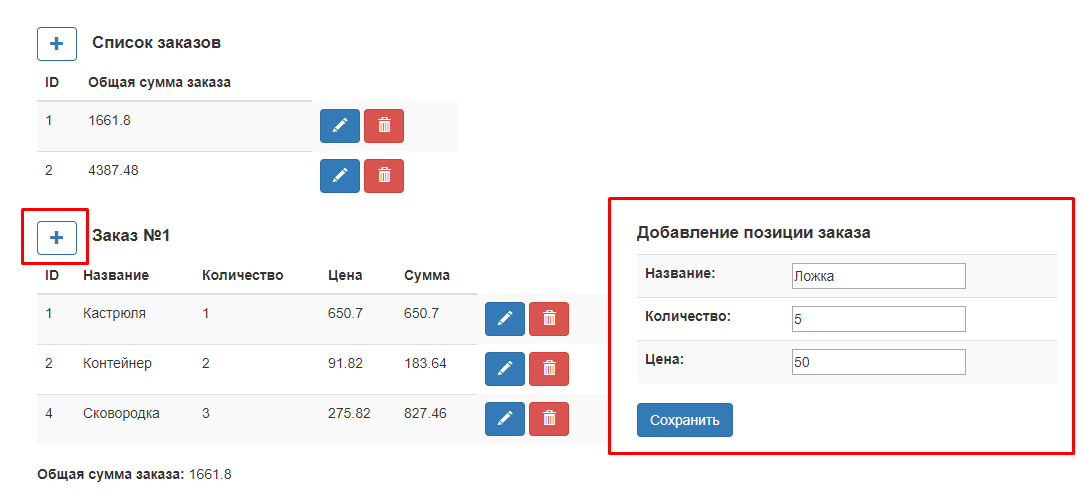 + Список заказов
ID Общая сумма заказа
1 1661.8
2 4387.48
+ Заказ №1
ID Название Количество Цена Сумма
1 Кастрюля 1 650.7 650.7
2 Контейнер 2 91.82 183.64
4 Сковородка 3 275.82 827.46
Общая сумма заказа: 1661.8
Добавление позиции заказа
Название: Ложка
Количество: 5
Цена: 50
Сохранить